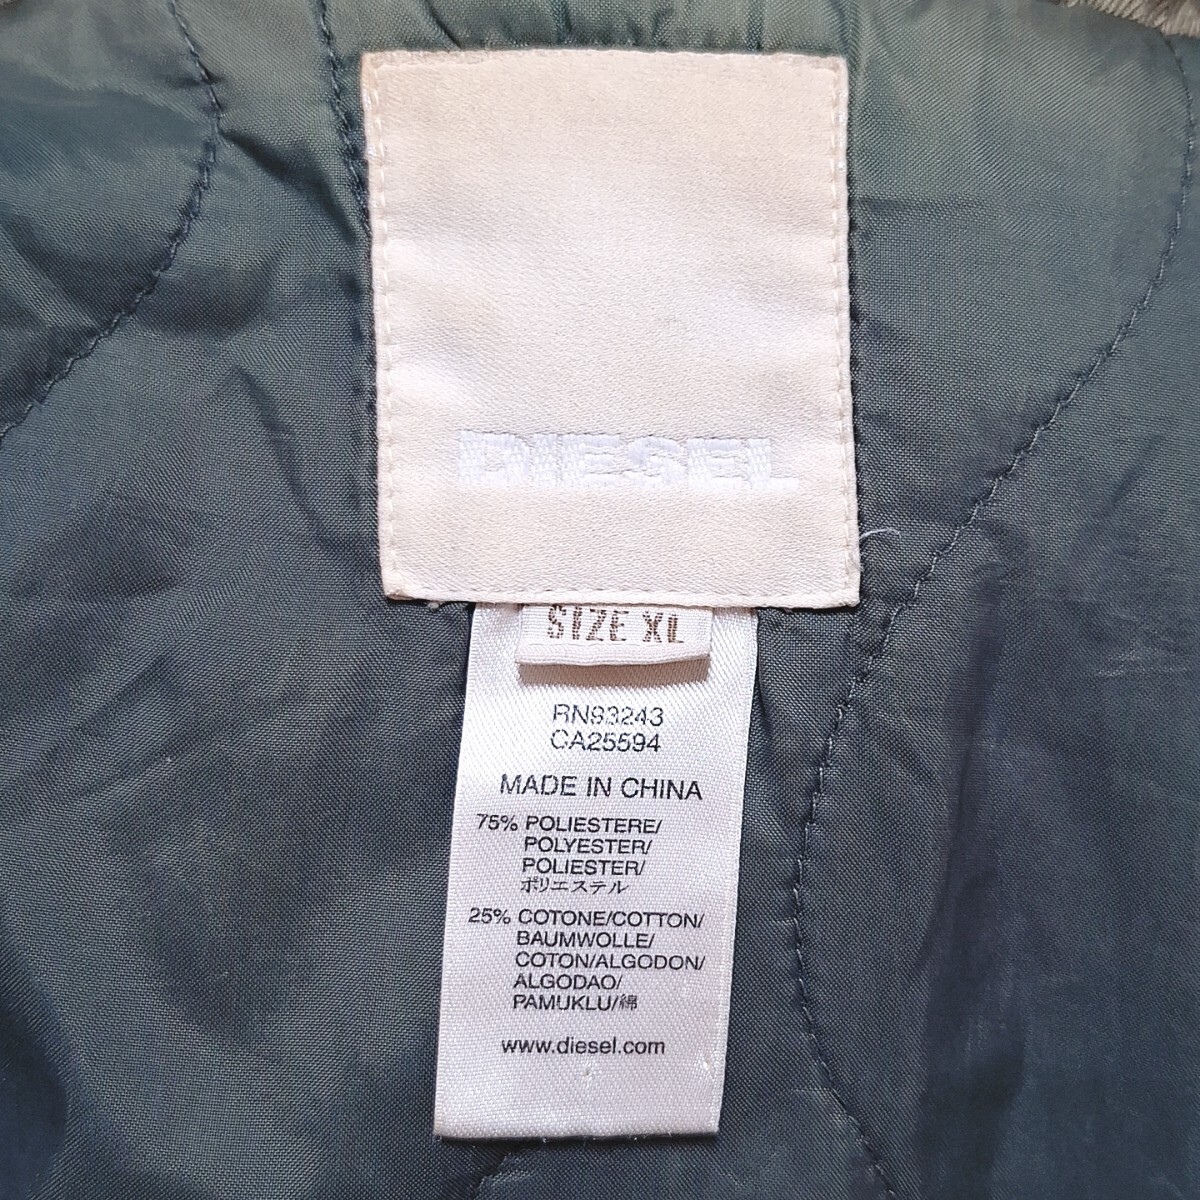 DIESEL
SIZE XL
RN93243
CA25594
MADE IN CHINA
75% POLIESTERE/
POLYESTER/
POLIESTER/
ポリエステル
25% COTONE/COTTON/
BAUMWOLLE/
COTON/ALGODON/
ALGODAO/
PAMUKLU/綿
www.diesel.com